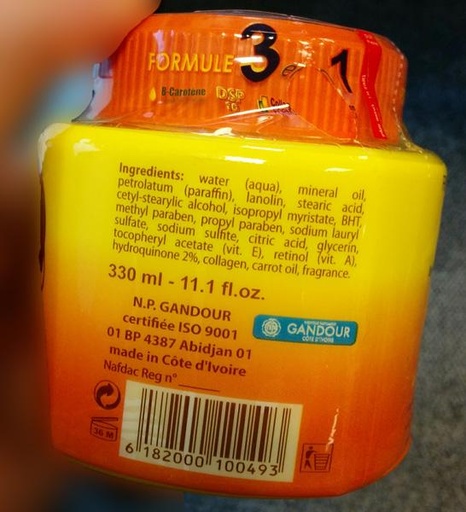 FORMULE 3
1
B-Carotene DSP 10
Ingredients: water (aqua), mineral oil,
petrolatum (paraffin), lanolin, stearic acid,
cetyl-stearylic alcohol, isopropyl myristate, BHT,
methyl paraben, propyl paraben, sodium lauryl
sulfate, sodium sulfite, citric acid, glycerin,
tocopheryl acetate (vit. E), retinol (vit. A),
hydroquinone 2%, collagen, carrot oil, fragrance.
330 ml - 11.1 fl.oz.
N.P. GANDOUR
certifiée ISO 9001
01 BP 4387 Abidjan 01
made in Côte d'Ivoire
Nafdac Reg n°
GANDOUR
CÔTE D'IVOIRE
36 M
6 182000 100493